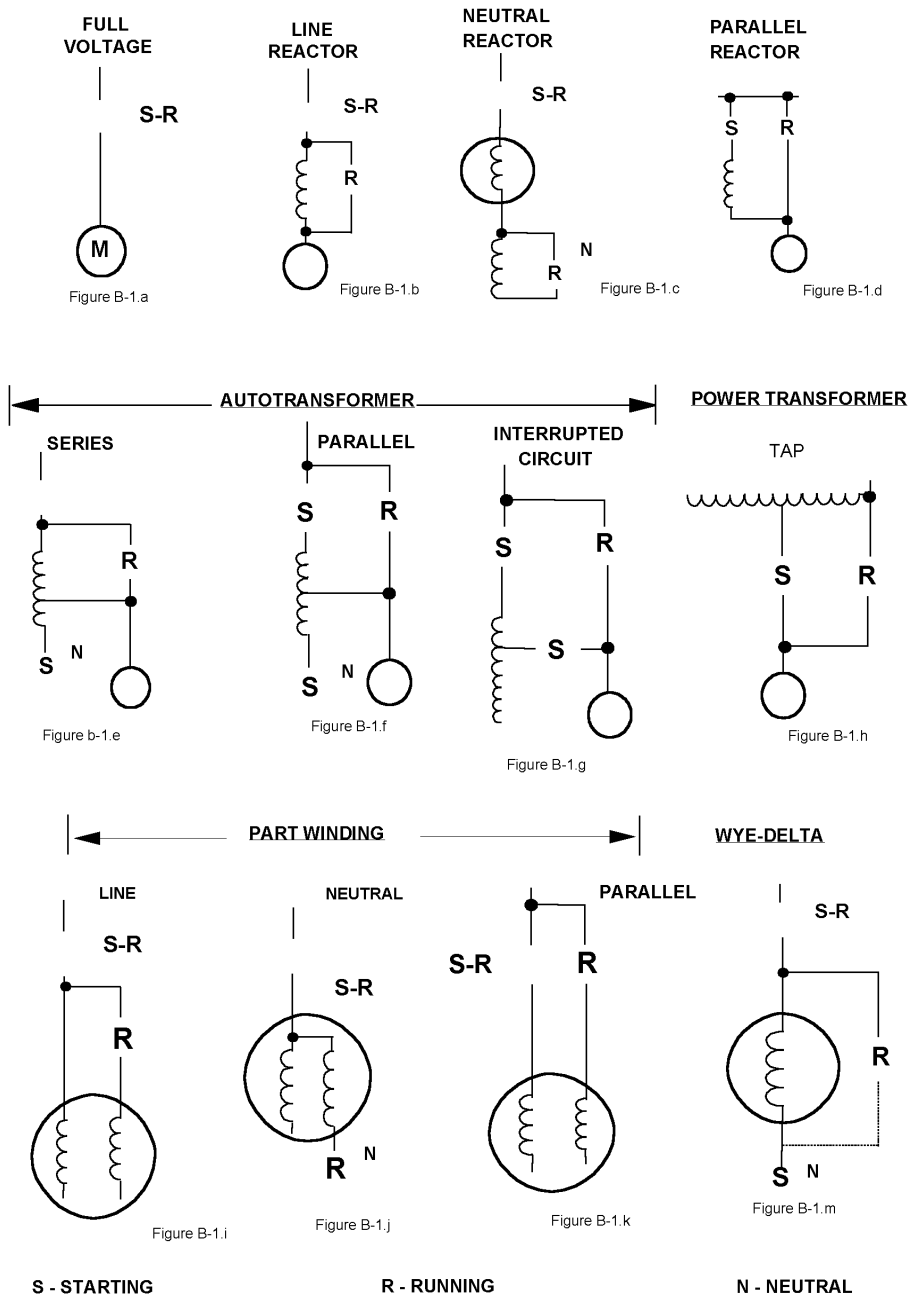 FULL
VOLTAGE
S-R
M
Figure B-1.a
LINE
REACTOR
S-R
R
Figure B-1.b
NEUTRAL
REACTOR
S-R
N
R
Figure B-1.c
PARALLEL
REACTOR
S
R
Figure B-1.d
AUTOTRANSFORMER
SERIES
R
S
N
Figure b-1.e
PARALLEL
S
R
S
N
Figure B-1.f
INTERRUPTED
CIRCUIT
S
R
S
Figure B-1.g
POWER TRANSFORMER
TAP
S
R
Figure B-1.h
PART WINDING
LINE
S-R
R
Figure B-1.i
NEUTRAL
S-R
R
N
Figure B-1.j
PARALLEL
S-R
R
Figure B-1.k
WYE-DELTA
S-R
R
S
N
Figure B-1.m
S - STARTING
R - RUNNING
N - NEUTRAL